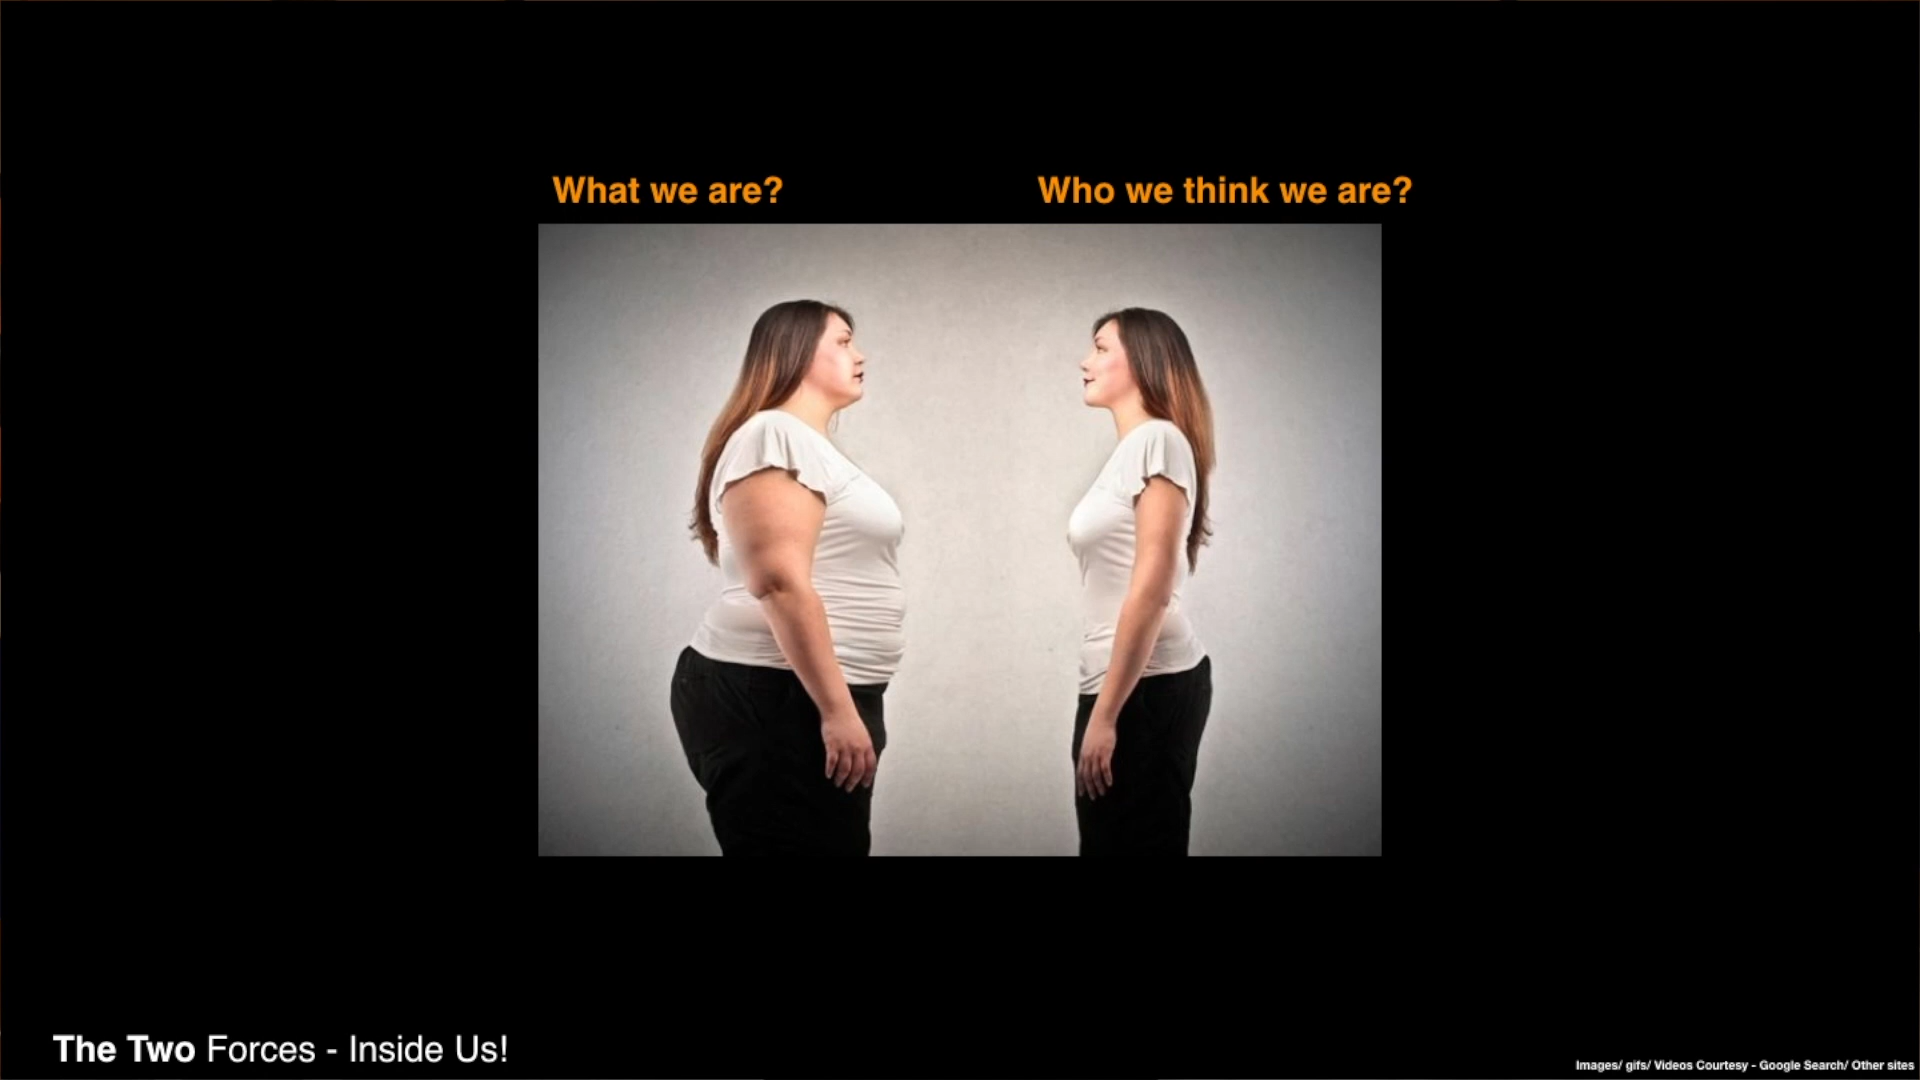 What we are?
Who we think we are?
The Two Forces - Inside Us!
Images/ gifs/ Videos Courtesy - Google Search/ Other sites